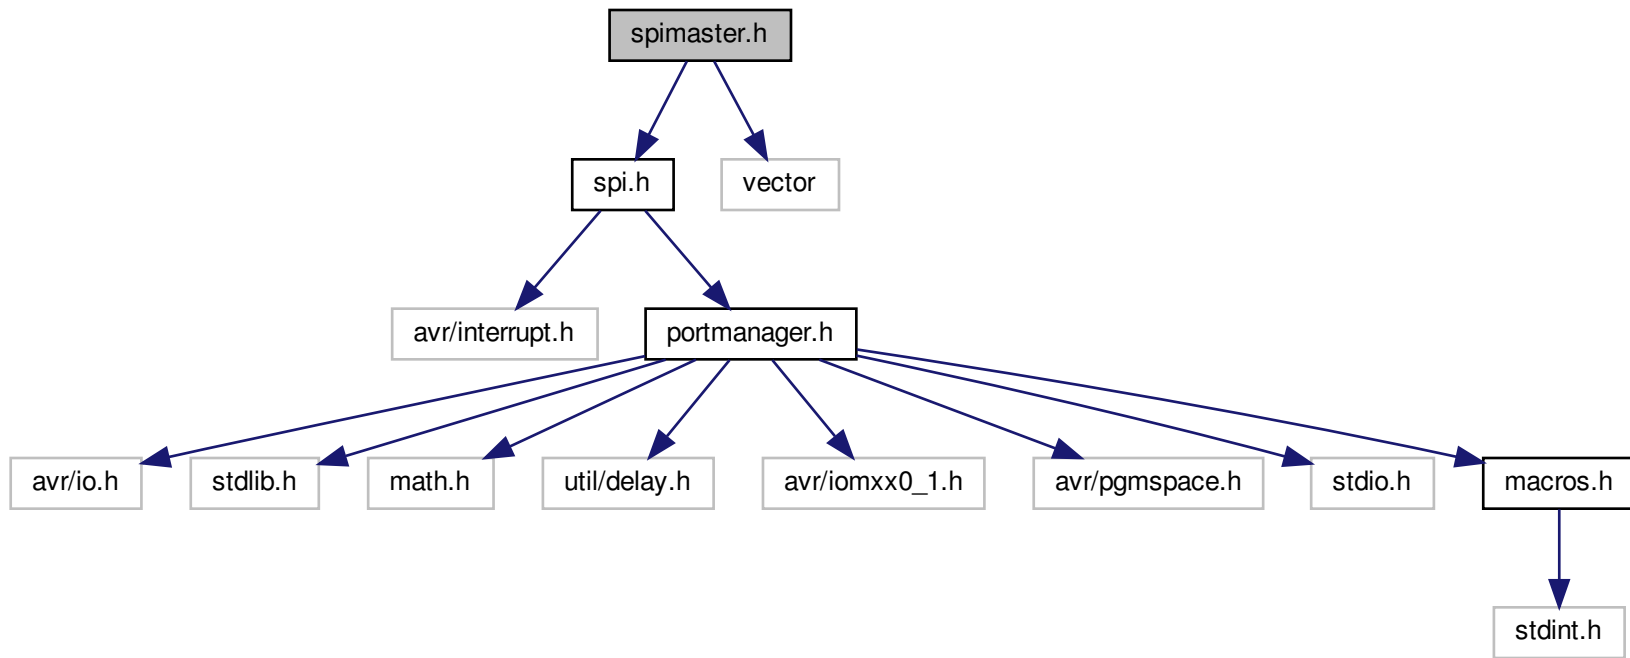 spimaster.h
spi.h
vector
avr/interrupt.h
portmanager.h
avr/io.h
stdlib.h
math.h
util/delay.h
avr/iomxx0_1.h
avr/pgmspace.h
stdio.h
macros.h
stdint.h